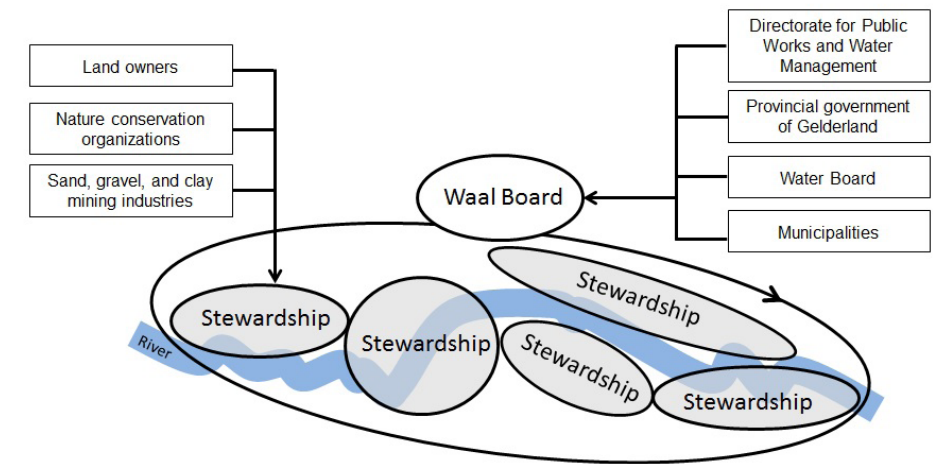 Land owners
Nature conservation
organizations
Sand, gravel, and clay
mining industries
Directorate for Public
Works and Water
Management
Provincial government
of Gelderland
Water Board
Municipalities
Waal Board
Stewardship
Stewardship
Stewardship
Stewardship
Stewardship
River